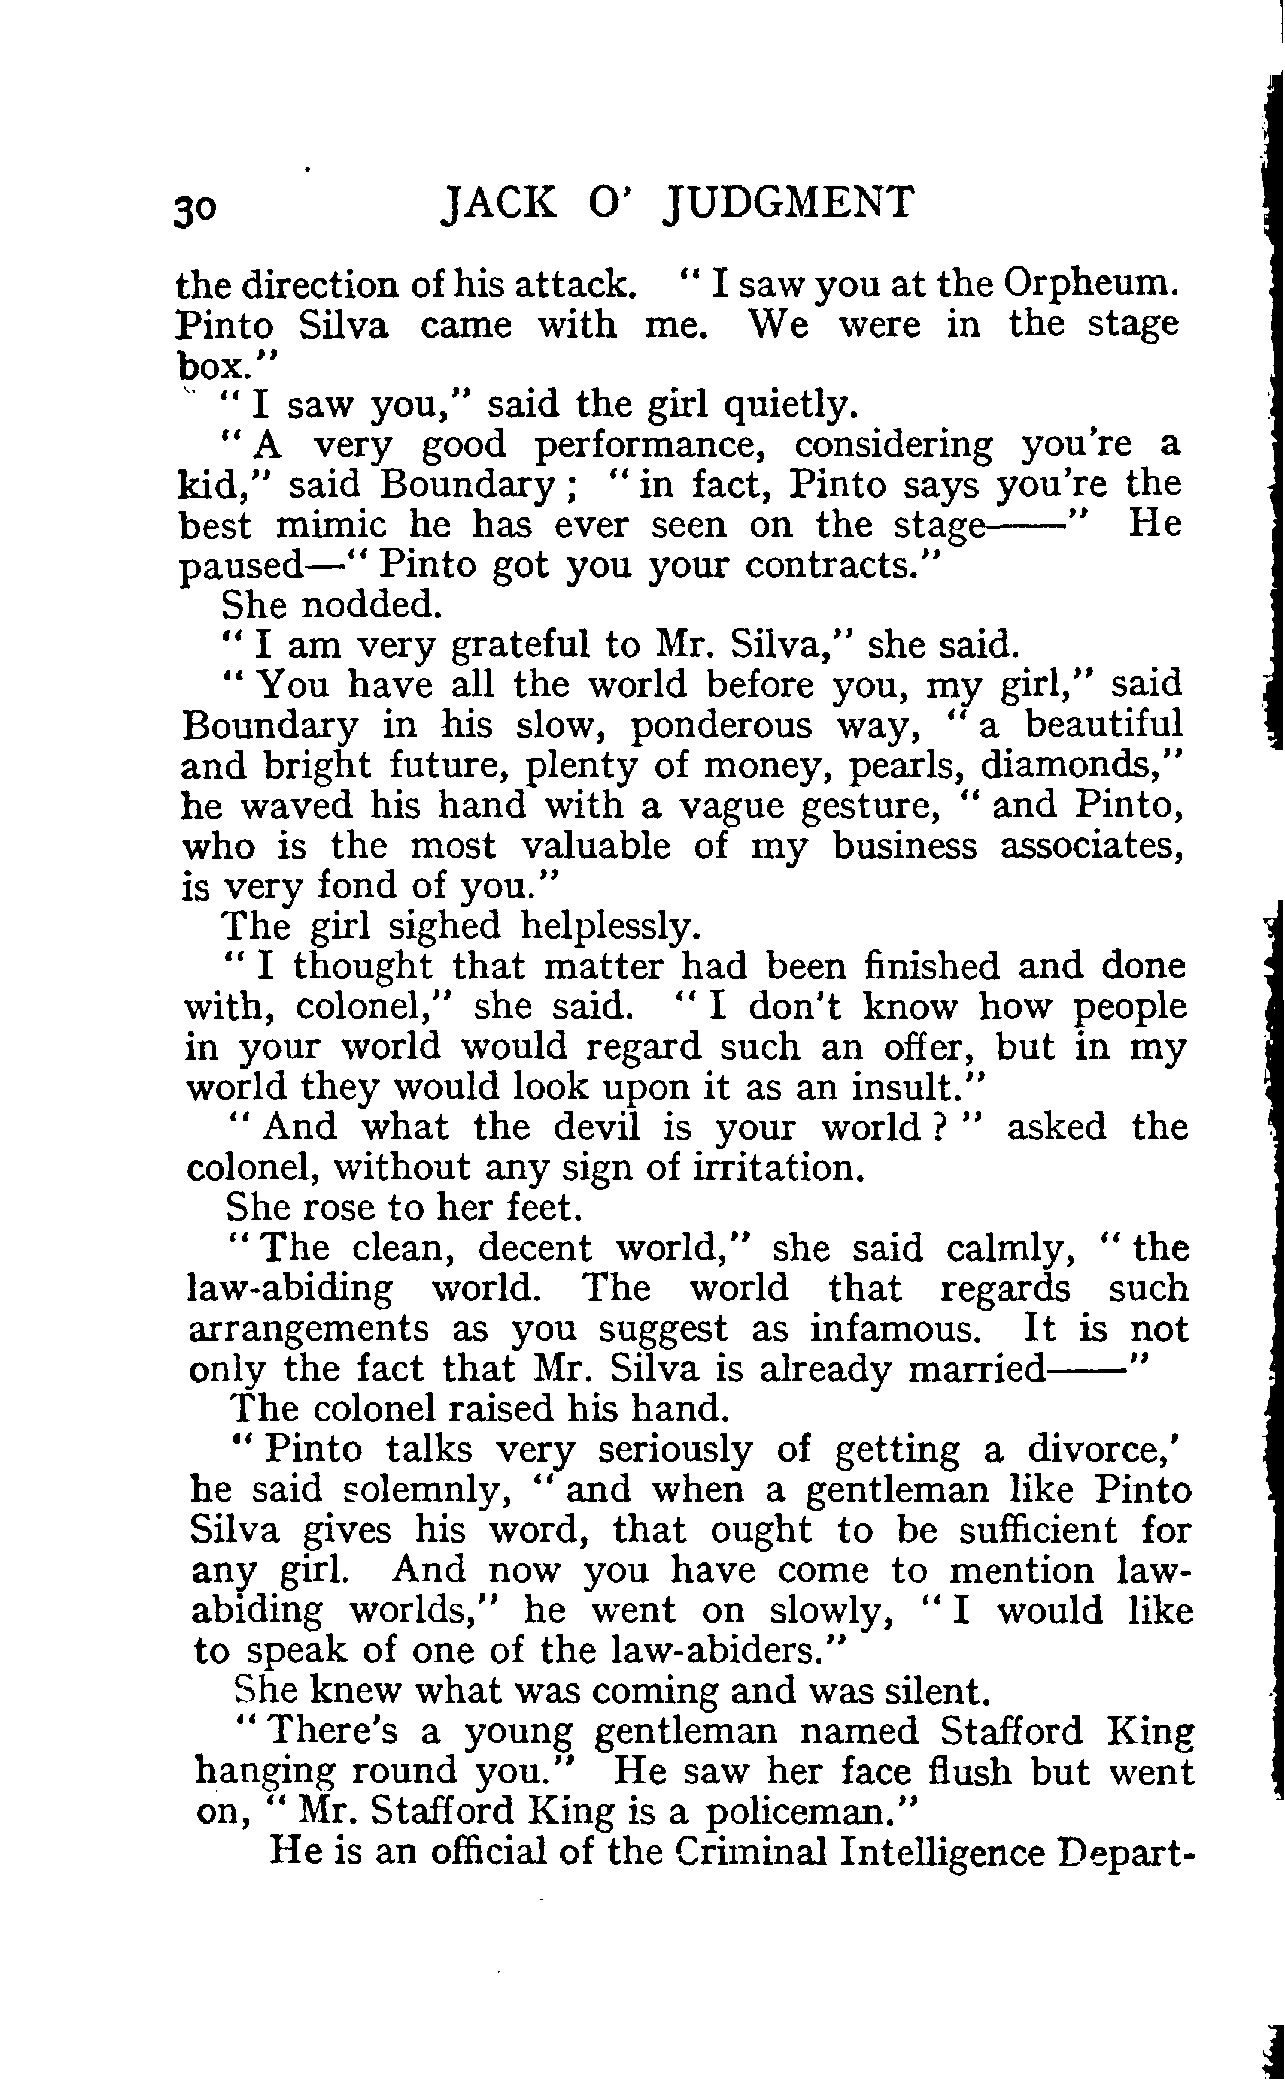 30 JACK O' JUDGMENT
the direction of his attack. “ I saw you at the Orpheum.
Pinto Silva came with me. We were in the stage
box.”
“ I saw you,” said the girl quietly.
“ A very good performance, considering you're a
kid,” said Boundary ; “ in fact, Pinto says you're the
best mimic he has ever seen on the stage——” He
paused—“ Pinto got you your contracts.”
She nodded.
“ I am very grateful to Mr. Silva,” she said.
“ You have all the world before you, my girl,” said
Boundary in his slow, ponderous way, “ a beautiful
and bright future, plenty of money, pearls, diamonds,”
he waved his hand with a vague gesture, “ and Pinto,
who is the most valuable of my business associates,
is very fond of you.”
The girl sighed helplessly.
“ I thought that matter had been finished and done
with, colonel,” she said. “ I don't know how people
in your world would regard such an offer, but in my
world they would look upon it as an insult.”
“ And what the devil is your world ? ” asked the
colonel, without any sign of irritation.
She rose to her feet.
“ The clean, decent world,” she said calmly, “ the
law-abiding world. The world that regards such
arrangements as you suggest as infamous. It is not
only the fact that Mr. Silva is already married——”
The colonel raised his hand.
“ Pinto talks very seriously of getting a divorce,'
he said solemnly, “ and when a gentleman like Pinto
Silva gives his word, that ought to be sufficient for
any girl. And now you have come to mention law-
abiding worlds,” he went on slowly, “ I would like
to speak of one of the law-abiders.”
She knew what was coming and was silent.
“ There's a young gentleman named Stafford King
hanging round you.” He saw her face flush but went
on, “ Mr. Stafford King is a policeman.”
He is an official of the Criminal Intelligence Depart-